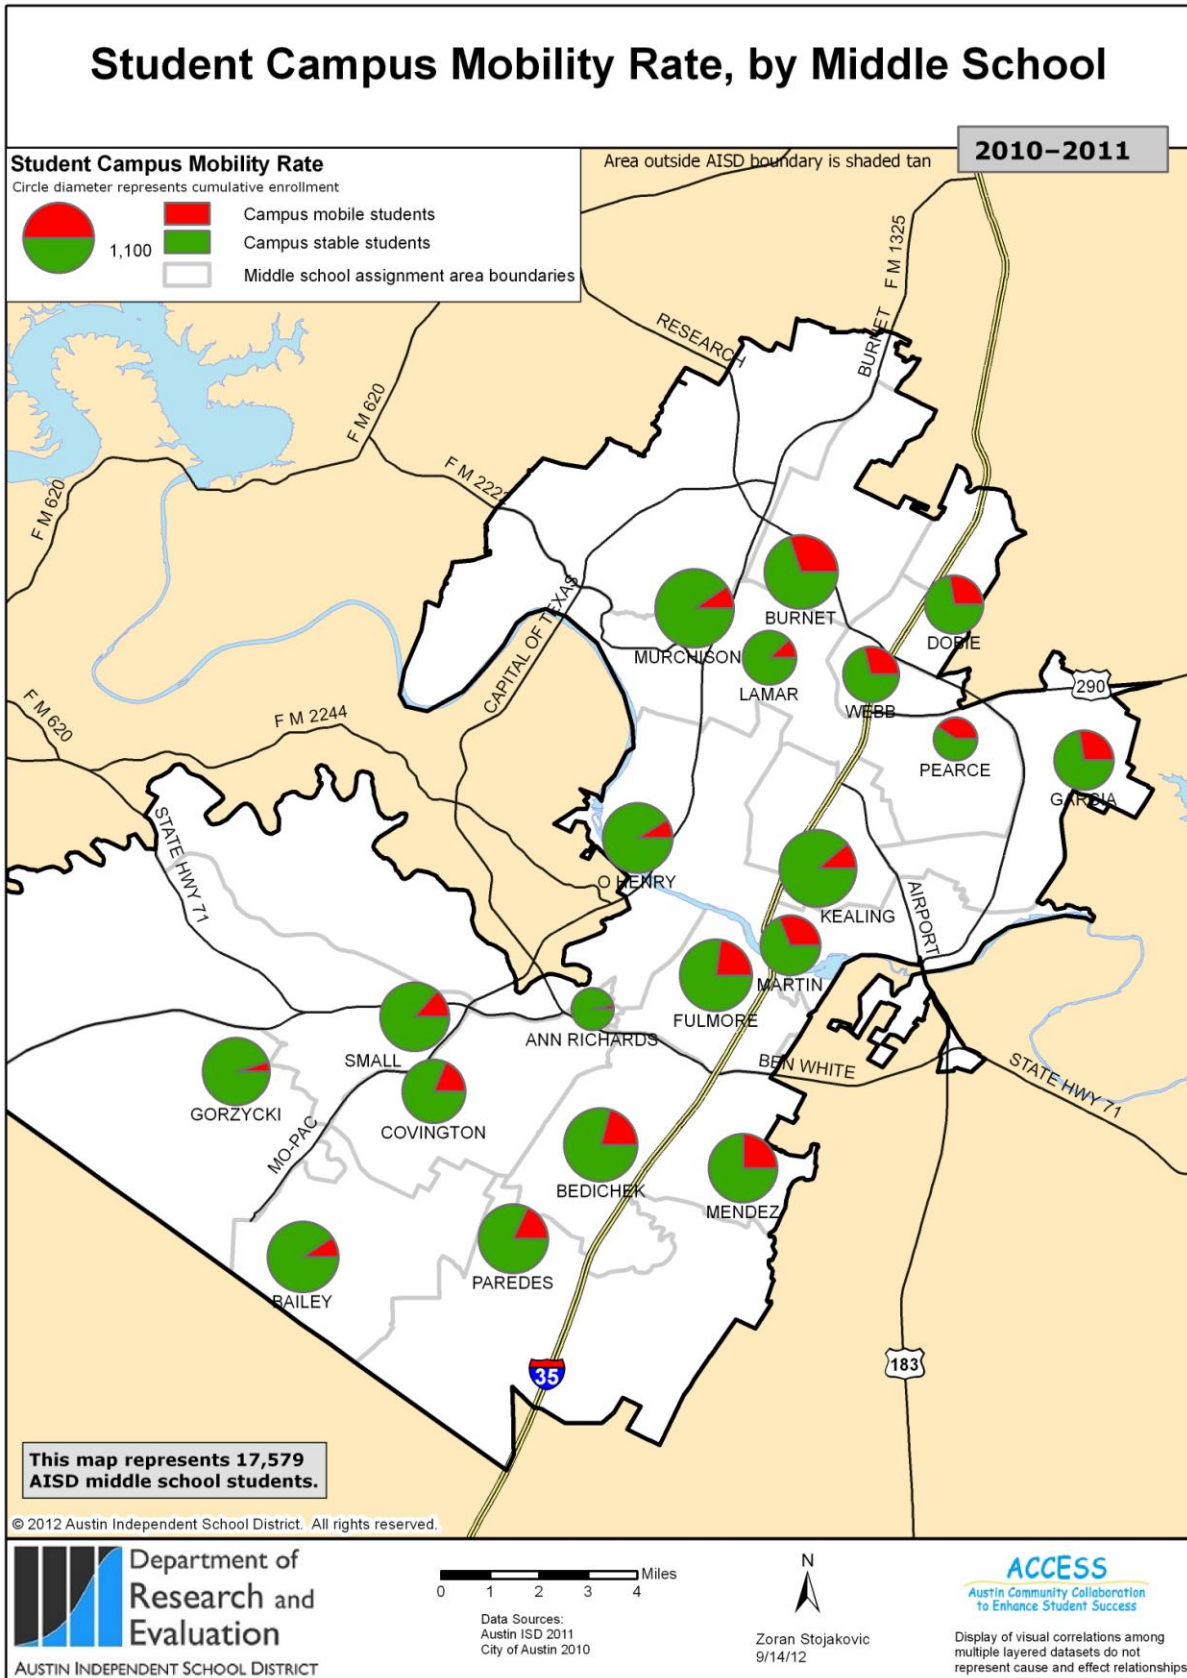 Student Campus Mobility Rate, by Middle School
2010–2011
Student Campus Mobility Rate
Circle diameter represents cumulative enrollment
1,100
Campus mobile students
Campus stable students
Middle school assignment area boundaries
Area outside AISD boundary is shaded tan
F M 1325
BURNET
RESEARCH
F M 620
F M 620
F M 2222
CAPITAL OF TEXAS
BURNET
MURCHISON
DOBIE
LAMAR
WEBB
290
F M 620
F M 2244
PEARCE
GARCIA
STATE HWY 71
O HENRY
KEALING
AIRPORT
MARTIN
FULMORE
ANN RICHARDS
SMALL
BEN WHITE
STATE HWY 71
GORZYCKI
COVINGTON
MO-PAC
BEDICHEK
MENDEZ
PAREDES
BAILEY
35
183
This map represents 17,579
AISD middle school students.
© 2012 Austin Independent School District. All rights reserved.
Department of
Research and
Evaluation
AUSTIN INDEPENDENT SCHOOL DISTRICT
0 1 2 3 4 Miles
Data Sources:
Austin ISD 2011
City of Austin 2010
N
Zoran Stojakovic
9/14/12
ACCESS
Austin Community Collaboration
to Enhance Student Success
Display of visual correlations among
multiple layered datasets do not
represent cause and effect relationships